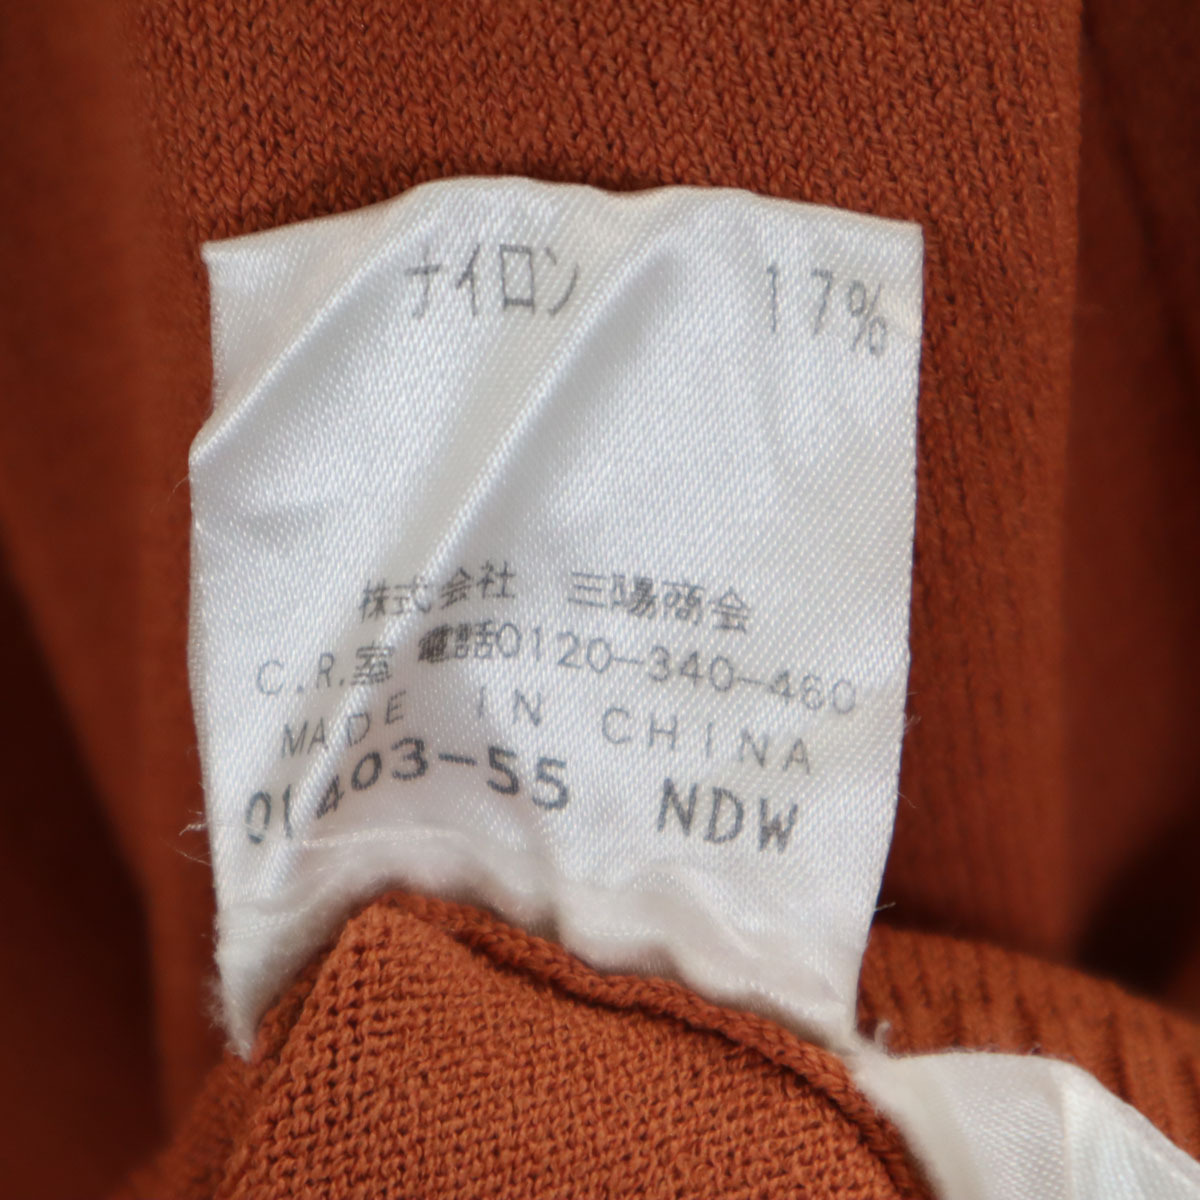 ナイロン 17%
株式会社 三陽商会
C.R.室 電話0120-340-460
MADE IN CHINA
01403-55 NDW